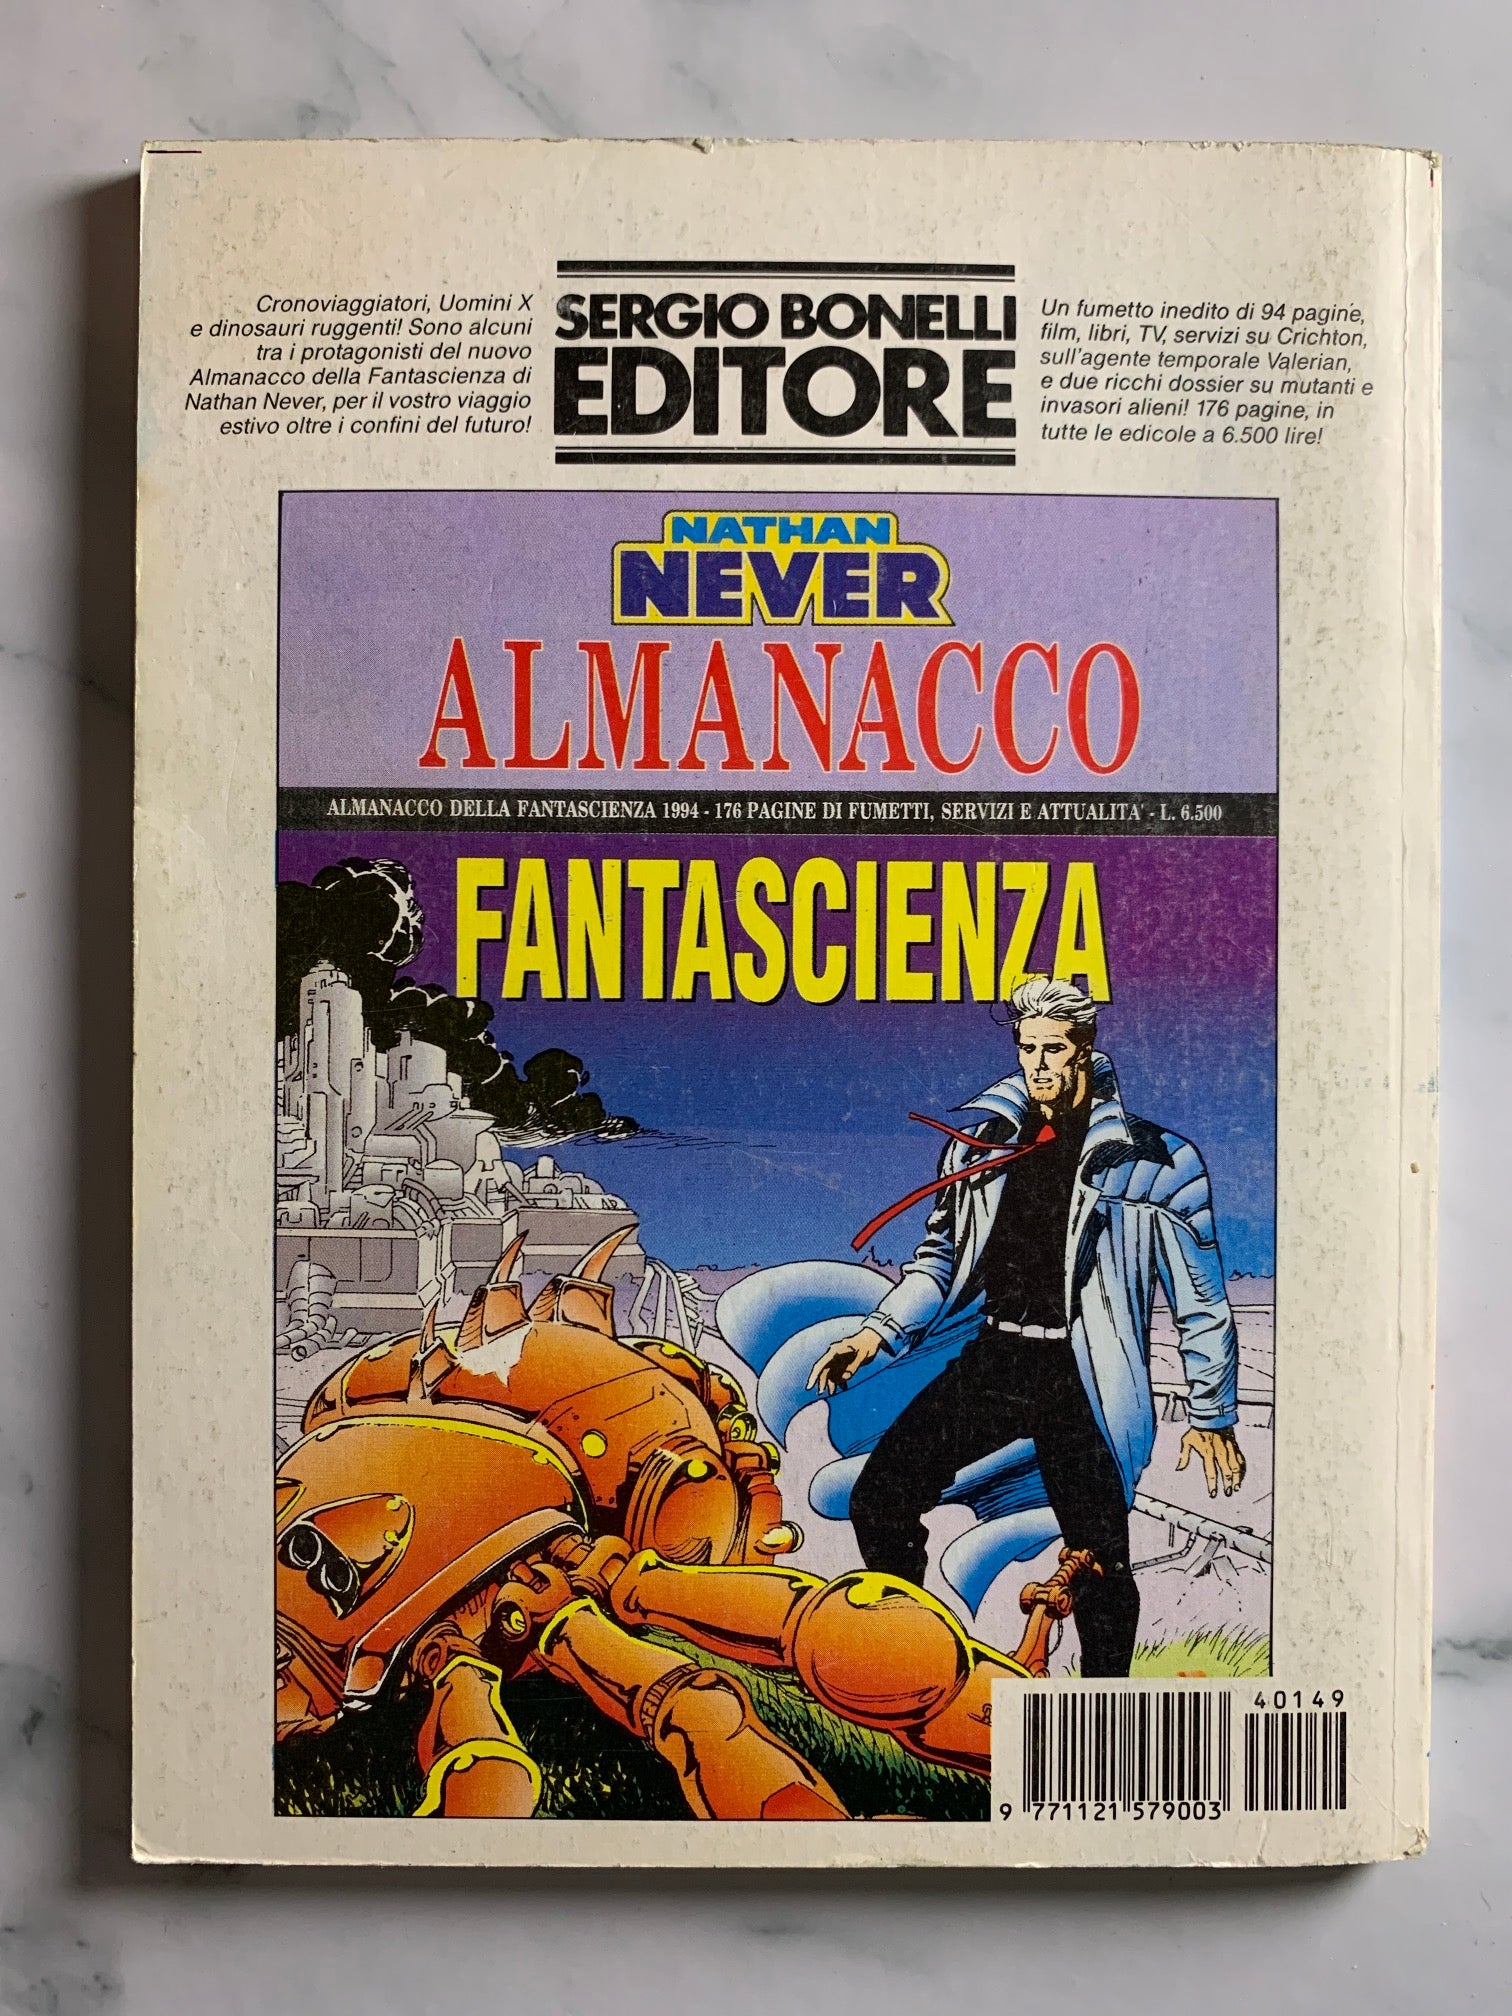 Cronoviaggiatori, Uomini X
e dinosauri ruggenti! Sono alcuni
tra i protagonisti del nuovo
Almanacco della Fantascienza di
Nathan Never, per il vostro viaggio
estivo oltre i confini del futuro!
SERGIO BONELLI
EDITORE
Un fumetto inedito di 94 pagine,
film, libri, TV, servizi su Crichton,
sull'agente temporale Valerian,
e due ricchi dossier su mutanti e
invasori alieni! 176 pagine, in
tutte le edicole a 6.500 lire!
NATHAN
NEVER
ALMANACCO
ALMANACCO DELLA FANTASCIENZA 1994 - 176 PAGINE DI FUMETTI, SERVIZI E ATTUALITA' - L. 6.500
FANTASCIENZA
40149
9 771121 579003